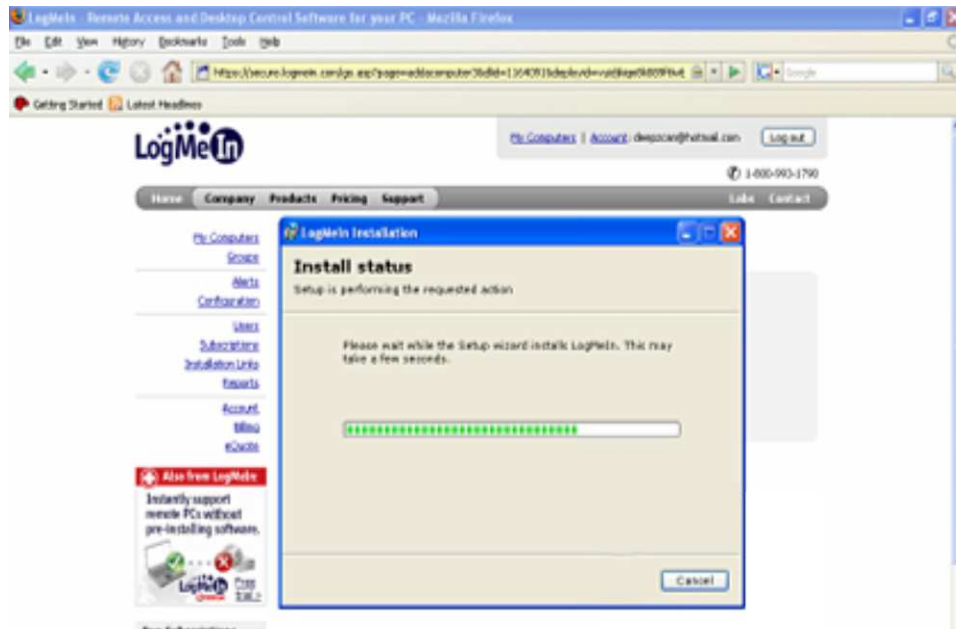 LogMeIn - Remote Access and Desktop Control Software for your PC - Mozilla Firefox
File Edit View History Bookmarks Tools Help
Google
Getting Started Latest Headlines
LogMeIn
My Computers | Account: Log out
1-800-993-1790
Home Company Products Pricing Support Labs Contact
My Computers
Groups
Alerts
Configuration
Users
Subscriptions
Installation Links
Reports
Account
Billing
eQuote
Also from LogMeIn
Instantly support
remote PCs without
pre-installing software.
LogMeIn
Free
trial >
LogMeIn Installation
Install status
Setup is performing the requested action
Please wait while the Setup wizard installs LogMeIn. This may
take a few seconds.
Cancel